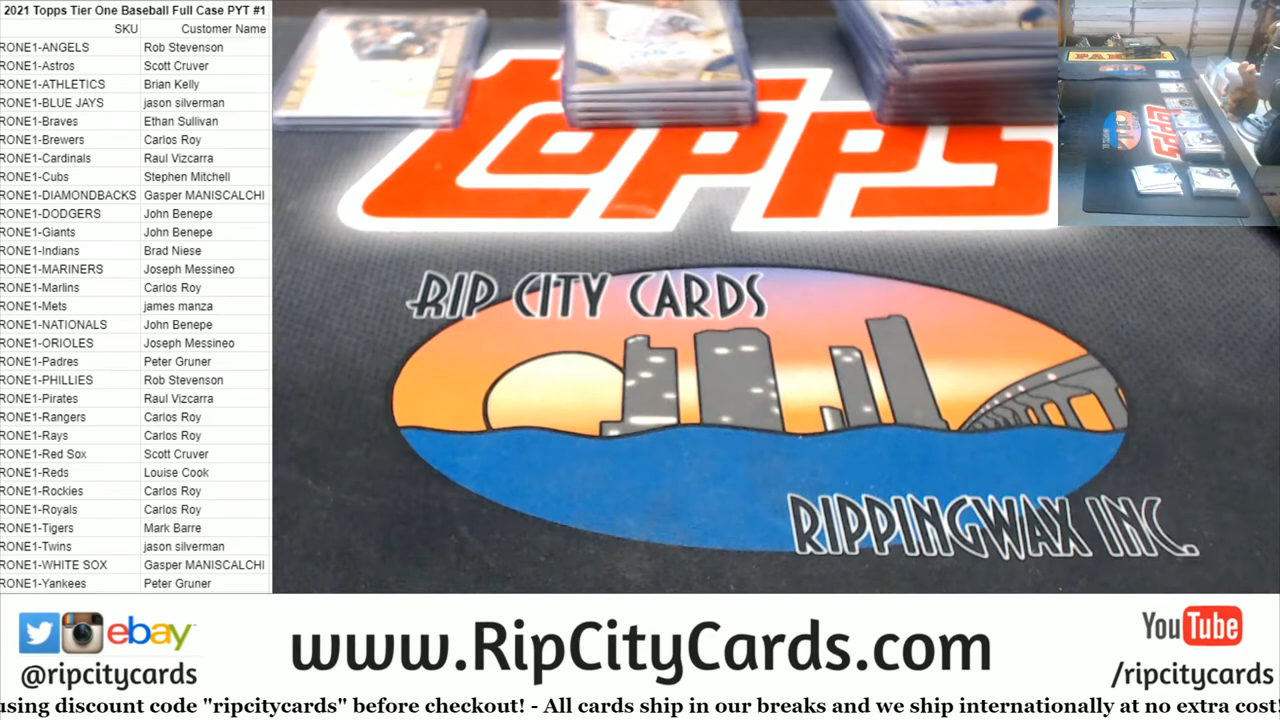 2021 Topps Tier One Baseball Full Case PYT #1
SKU Customer Name
RONE1-ANGELS Rob Stevenson
RONE1-Astros Scott Cruver
RONE1-ATHLETICS Brian Kelly
RONE1-BLUE JAYS jason silverman
RONE1-Braves Ethan Sullivan
RONE1-Brewers Carlos Roy
RONE1-Cardinals Raul Vizcarra
RONE1-Cubs Stephen Mitchell
RONE1-DIAMONDBACKS Gasper MANISCALCHI
RONE1-DODGERS John Benepe
RONE1-Giants John Benepe
RONE1-Indians Brad Niese
RONE1-MARINERS Joseph Messineo
RONE1-Marlins Carlos Roy
RONE1-Mets james manza
RONE1-NATIONALS John Benepe
RONE1-ORIOLES Joseph Messineo
RONE1-Padres Peter Gruner
RONE1-PHILLIES Rob Stevenson
RONE1-Pirates Raul Vizcarra
RONE1-Rangers Carlos Roy
RONE1-Rays Carlos Roy
RONE1-Red Sox Scott Cruver
RONE1-Reds Louise Cook
RONE1-Rockies Carlos Roy
RONE1-Royals Carlos Roy
RONE1-Tigers Mark Barre
RONE1-Twins jason silverman
RONE1-WHITE SOX Gasper MANISCALCHI
RONE1-Yankees Peter Gruner
Topps
RIP CITY CARDS
RIPPINGWAX INC.
ebay
@ripcitycards
www.RipCityCards.com
YouTube
/ripcitycards
using discount code "ripcitycards" before checkout! - All cards ship in our breaks and we ship internationally at no extra cost!